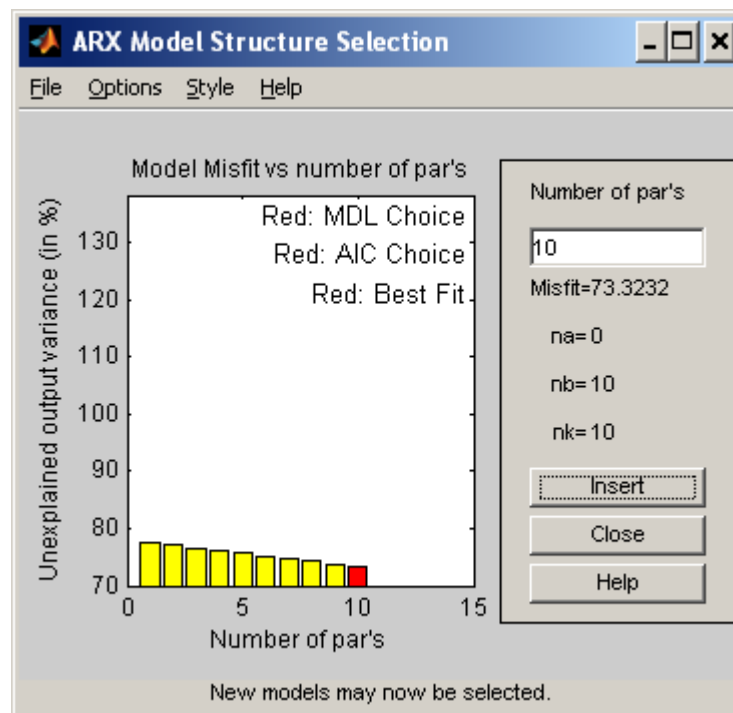 ARX Model Structure Selection
File Options Style Help
Model Misfit vs number of par's
Unexplained output variance (in %)
130
120
110
100
90
80
70
Red: MDL Choice
Red: AIC Choice
Red: Best Fit
0 5 10 15
Number of par's
Number of par's
10
Misfit=73.3232
na= 0
nb= 10
nk= 10
Insert
Close
Help
New models may now be selected.